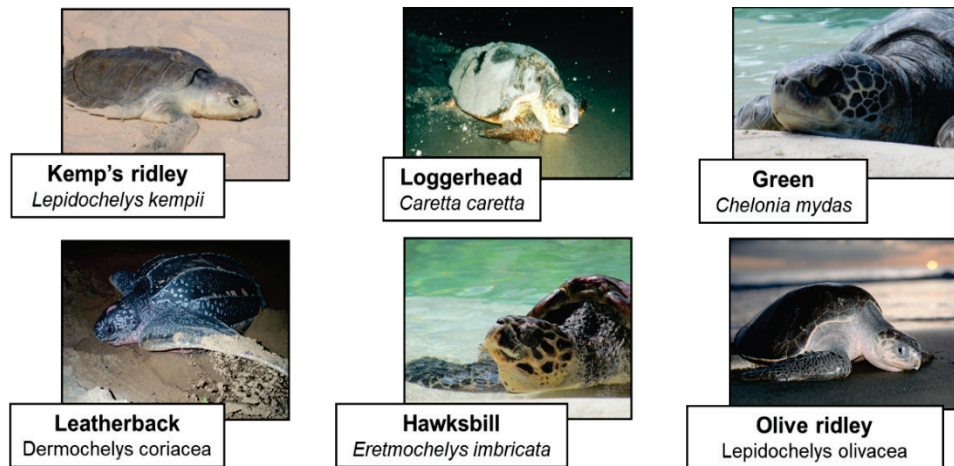 Kemp's ridley
Lepidochelys kempii
Loggerhead
Caretta caretta
Green
Chelonia mydas
Leatherback
Dermochelys coriacea
Hawksbill
Eretmochelys imbricata
Olive ridley
Lepidochelys olivacea